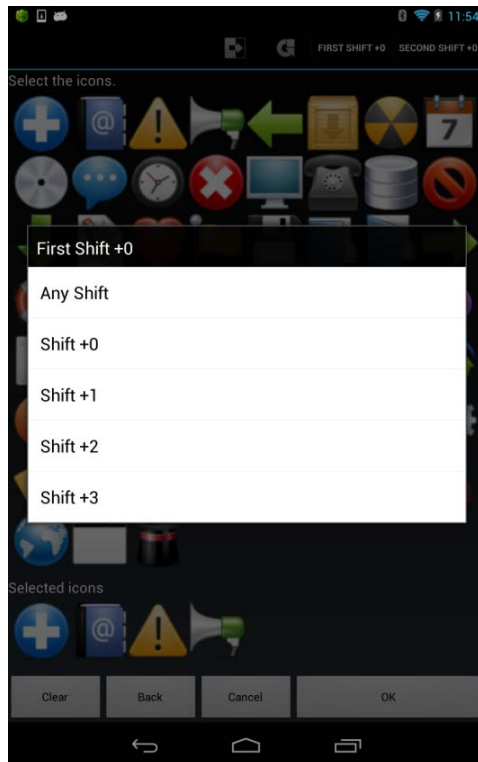 11:54
FIRST SHIFT +0 SECOND SHIFT +0
Select the icons.
@
7
First Shift +0
Any Shift
Shift +0
Shift +1
Shift +2
Shift +3
Selected icons
@
Clear Back Cancel OK